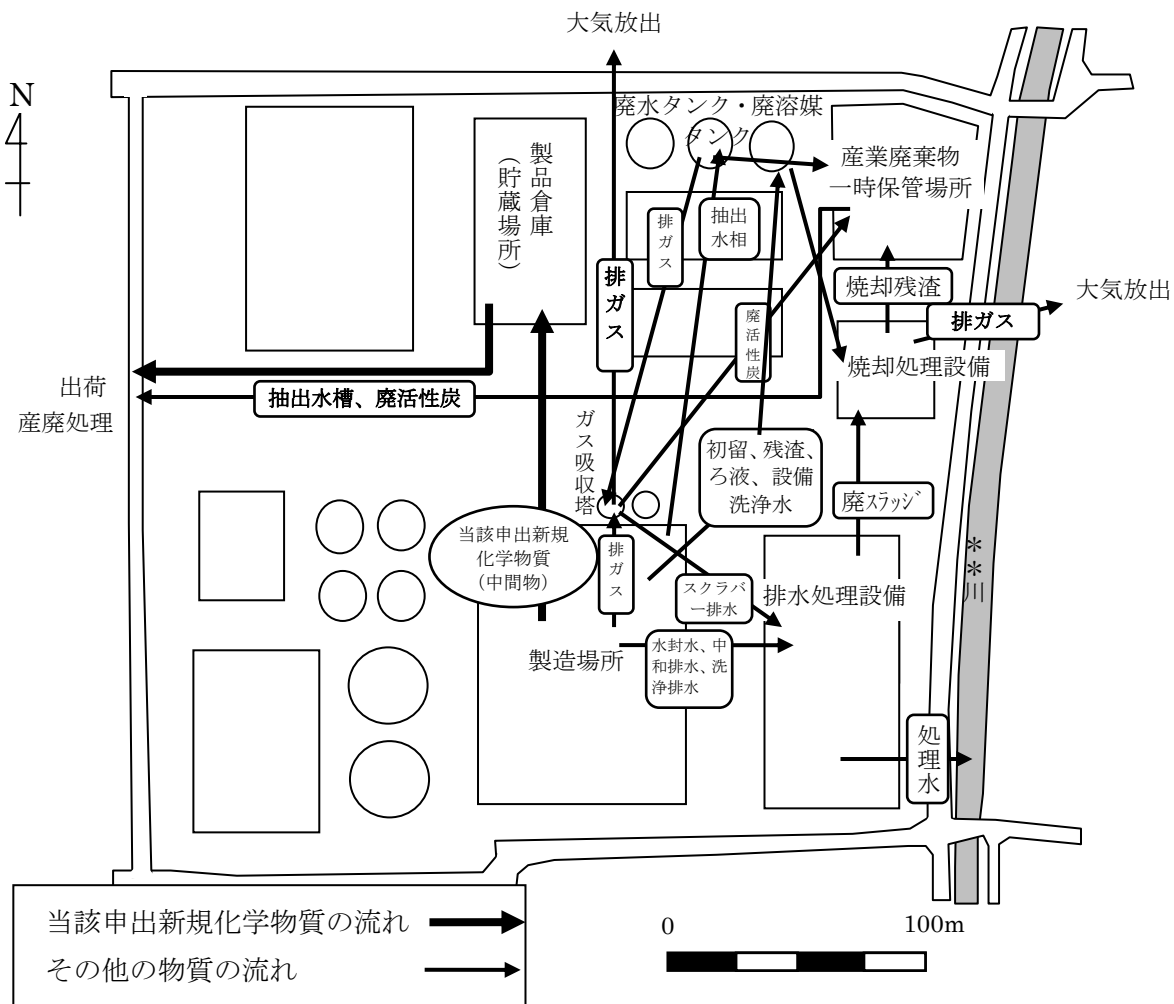 大気放出
N
廃水タンク・廃溶媒
タンク
製品倉庫
(貯蔵場所)
産業廃棄物
一時保管場所
排ガス
抽出
水相
排ガス
焼却残渣
大気放出
排ガス
廃活性炭
焼却処理設備
出荷
産廃処理
抽出水槽、廃活性炭
ガス吸収塔
初留、残渣、
ろ液、設備
洗浄水
廃スラッジ
当該申出新規
化学物質
(中間物)
排ガス
**川
スクラバ
ー排水
排水処理設備
製造場所
水封水、中
和排水、洗
浄排水
処理水
当該申出新規化学物質の流れ
その他の物質の流れ
0
100m